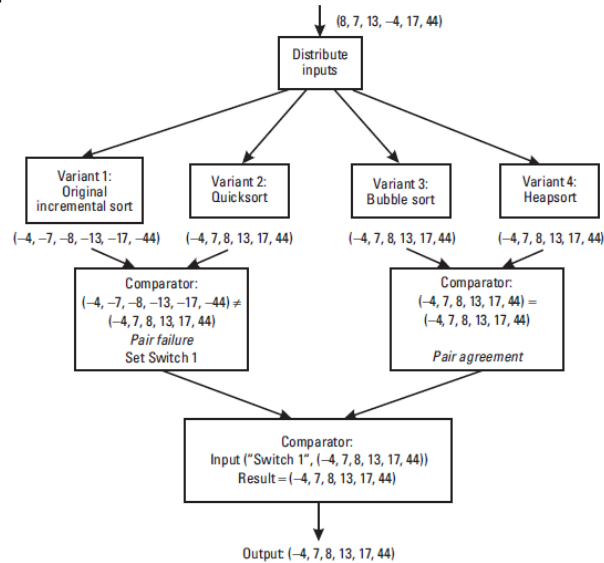 (8, 7, 13, –4, 17, 44)
Distribute
inputs
Variant 1:
Original
incremental sort
Variant 2:
Quicksort
Variant 3:
Bubble sort
Variant 4:
Heapsort
(–4, –7, –8, –13, –17, –44)
(–4, 7, 8, 13, 17, 44)
(–4, 7, 8, 13, 17, 44)
(–4, 7, 8, 13, 17, 44)
Comparator:
(–4, –7, –8, –13, –17, –44) ≠
(–4, 7, 8, 13, 17, 44)
Pair failure
Set Switch 1
Comparator:
(–4, 7, 8, 13, 17, 44) =
(–4, 7, 8, 13, 17, 44)
Pair agreement
Comparator:
Input ("Switch 1", (–4, 7, 8, 13, 17, 44))
Result = (–4, 7, 8, 13, 17, 44)
Output: (–4, 7, 8, 13, 17, 44)